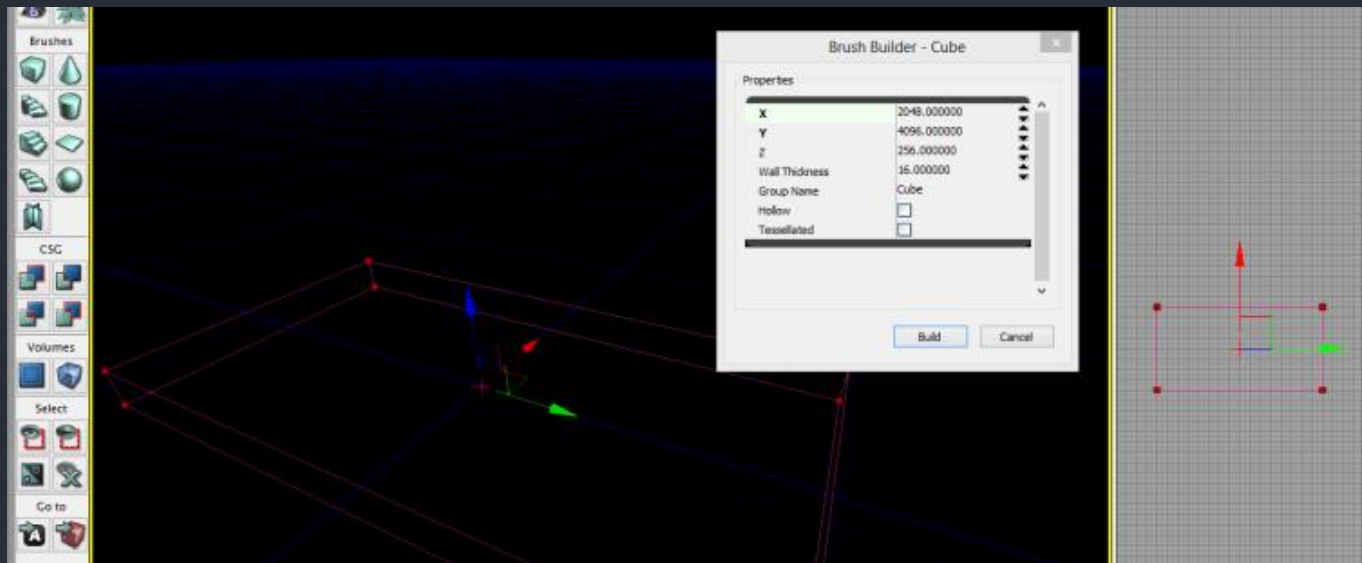 Brushes
CSG
Volumes
Select
Go to
A
Brush Builder - Cube
Properties
X 2048.000000
Y 4096.000000
Z 256.000000
Wall Thickness 16.000000
Group Name Cube
Hollow
Tessellated
Build Cancel